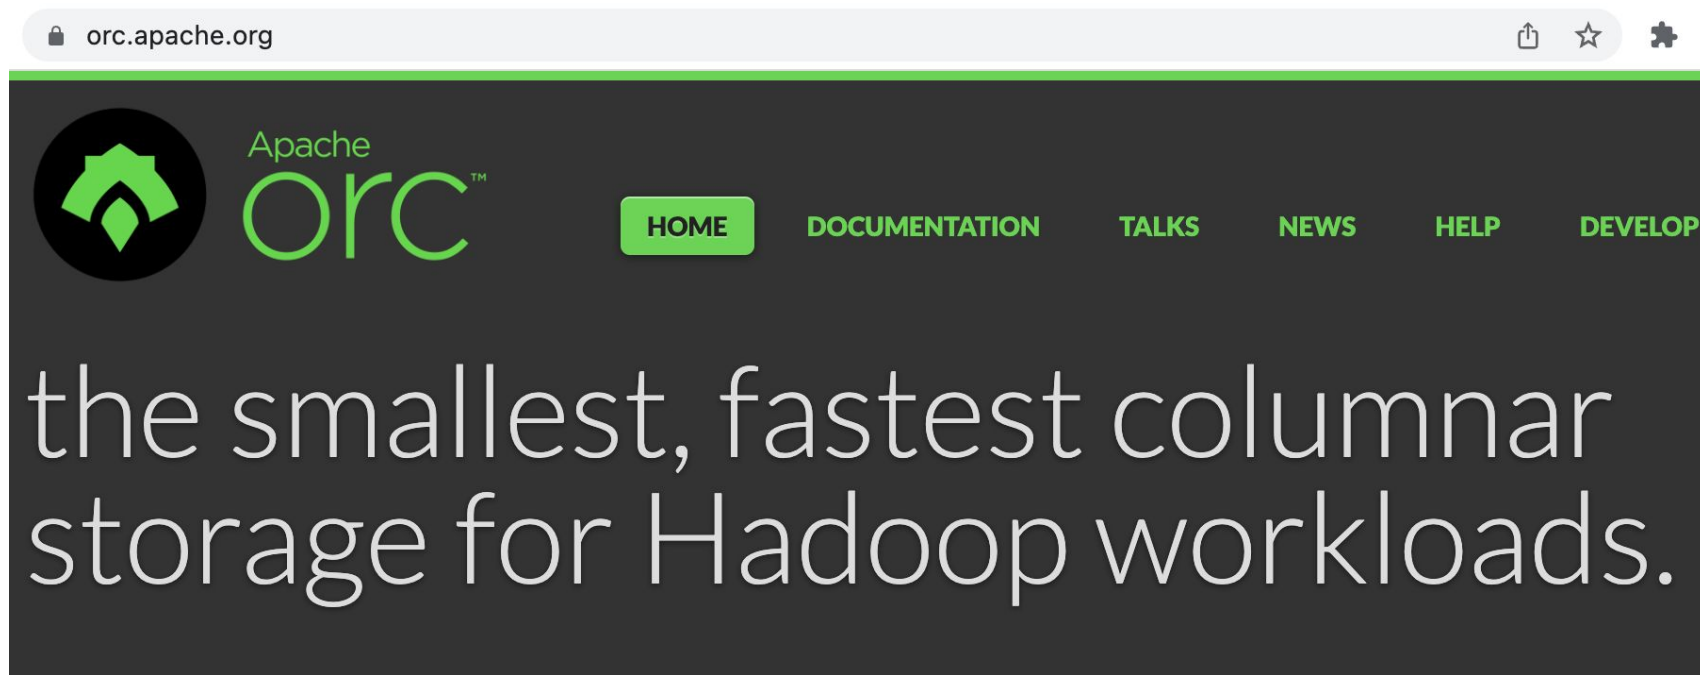 orc.apache.org
Apache
orc™
HOME DOCUMENTATION TALKS NEWS HELP DEVELOP
the smallest, fastest columnar
storage for Hadoop workloads.